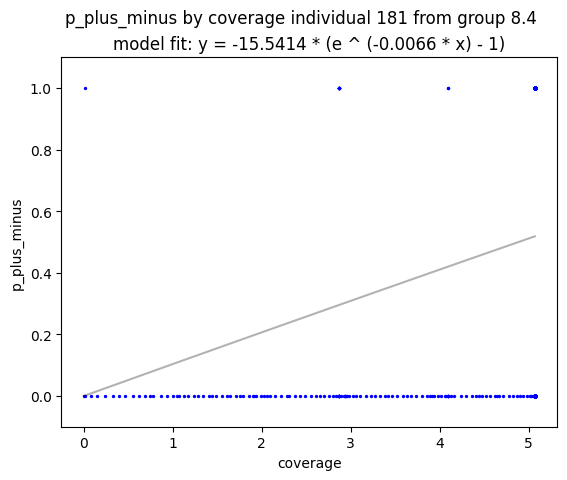 p_plus_minus by coverage individual 181 from group 8.4
model fit: y = -15.5414 * (e ^ (-0.0066 * x) - 1)
1.0
0.8
0.6
0.4
0.2
0.0
p_plus_minus
0 1 2 3 4 5
coverage